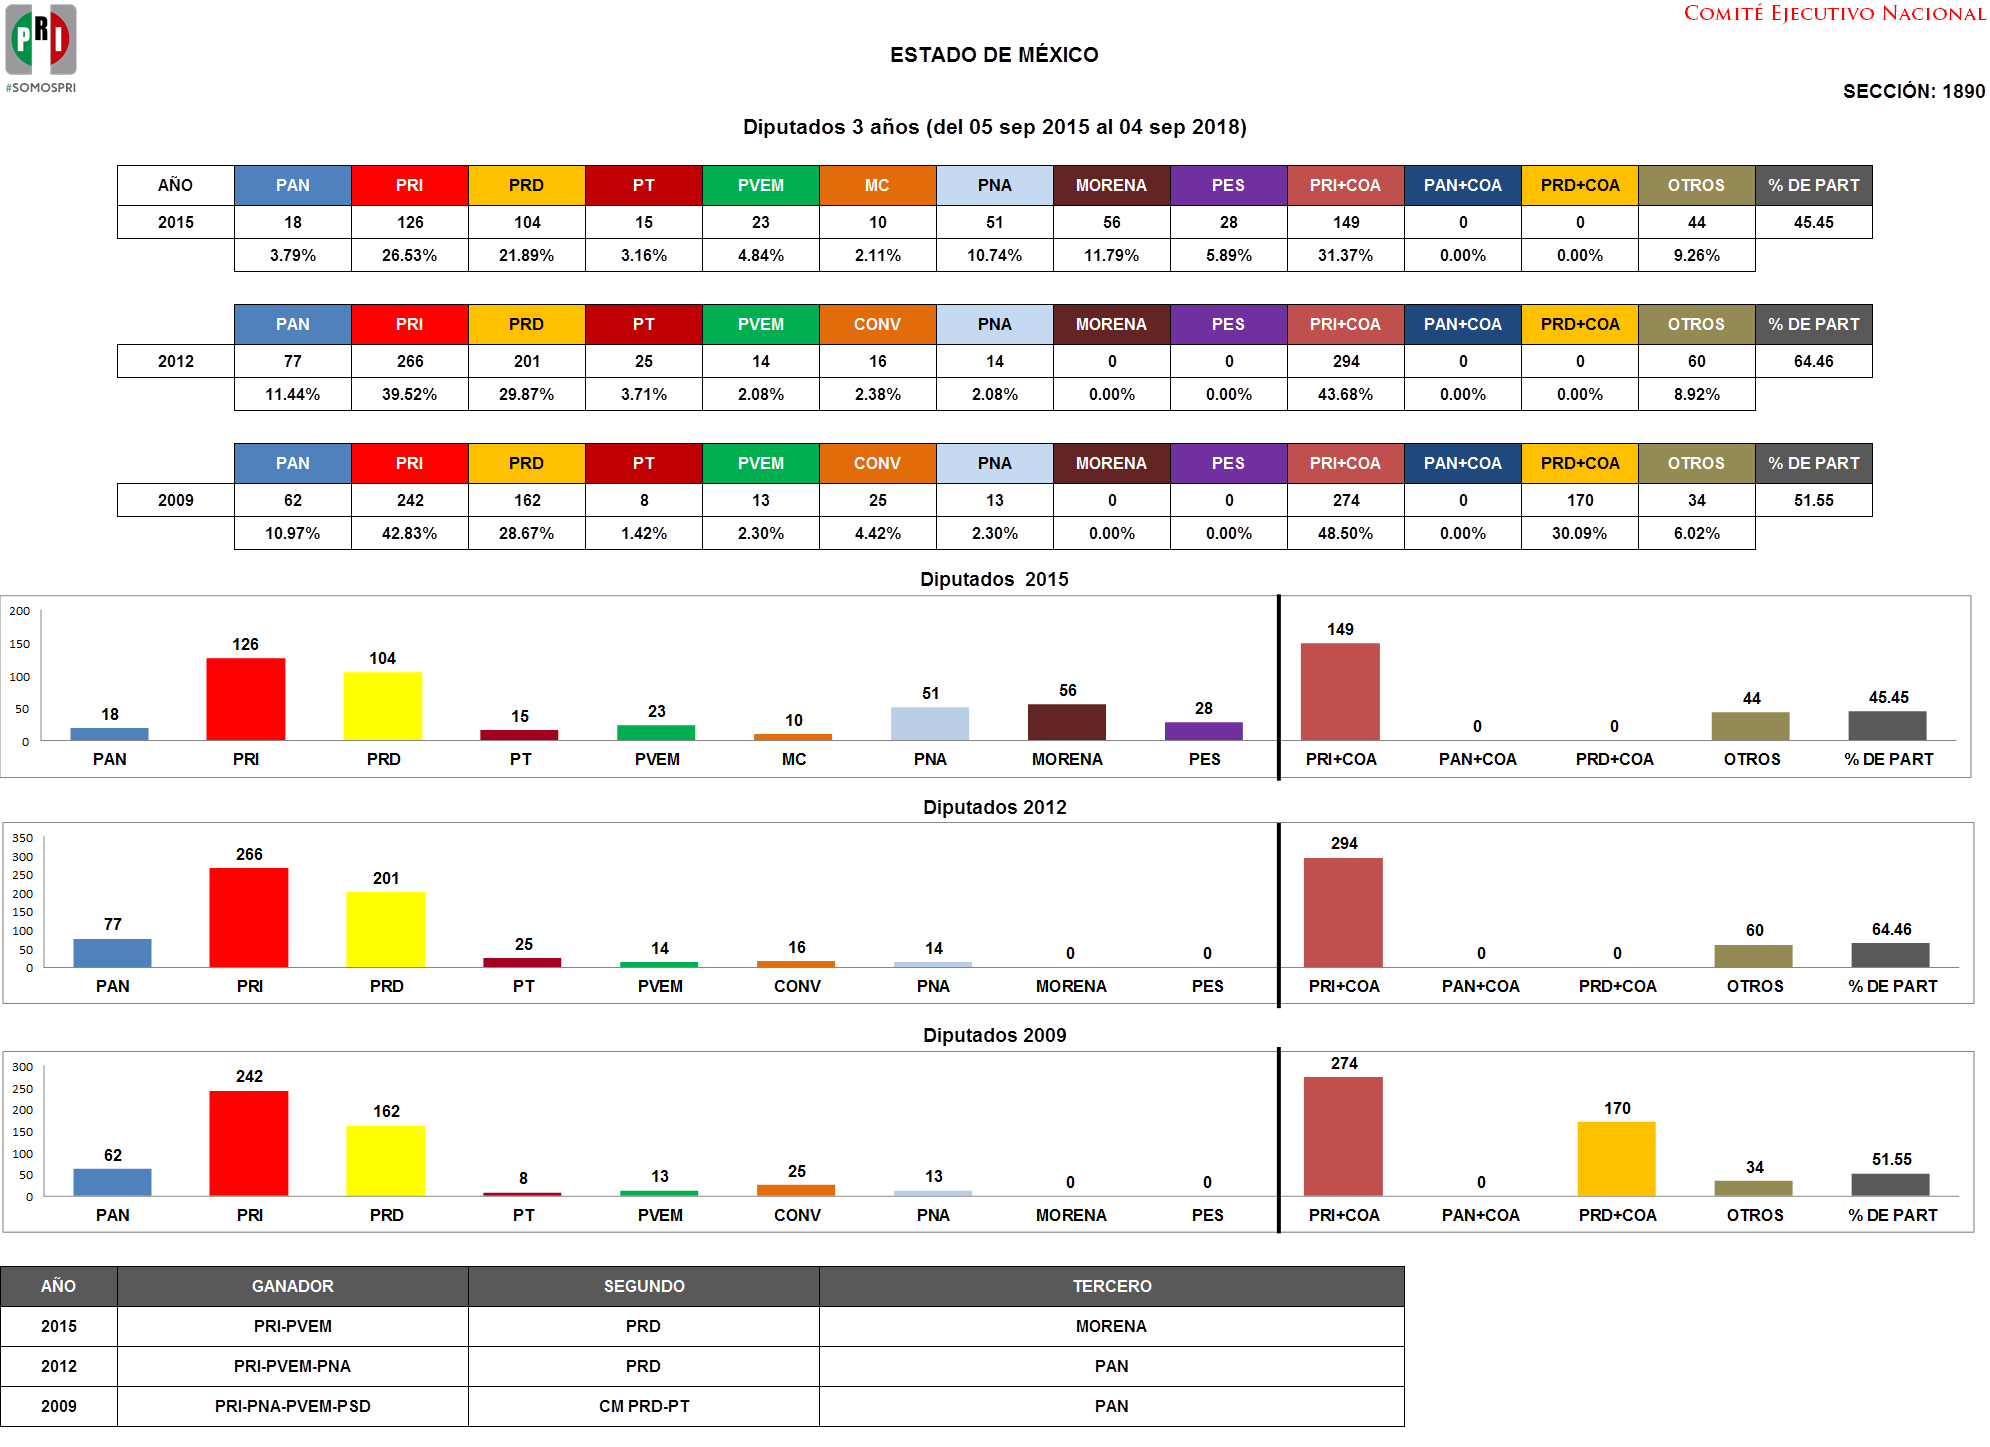 PRI
#SOMOSPRI
COMITÉ EJECUTIVO NACIONAL
ESTADO DE MÉXICO
SECCIÓN: 1890
Diputados 3 años (del 05 sep 2015 al 04 sep 2018)
AÑO PAN PRI PRD PT PVEM MC PNA MORENA PES PRI+COA PAN+COA PRD+COA OTROS % DE PART
2015 18 126 104 15 23 10 51 56 28 149 0 0 44 45.45
3.79% 26.53% 21.89% 3.16% 4.84% 2.11% 10.74% 11.79% 5.89% 31.37% 0.00% 0.00% 9.26%
PAN PRI PRD PT PVEM CONV PNA MORENA PES PRI+COA PAN+COA PRD+COA OTROS % DE PART
2012 77 266 201 25 14 16 14 0 0 294 0 0 60 64.46
11.44% 39.52% 29.87% 3.71% 2.08% 2.38% 2.08% 0.00% 0.00% 43.68% 0.00% 0.00% 8.92%
PAN PRI PRD PT PVEM CONV PNA MORENA PES PRI+COA PAN+COA PRD+COA OTROS % DE PART
2009 62 242 162 8 13 25 13 0 0 274 0 170 34 51.55
10.97% 42.83% 28.67% 1.42% 2.30% 4.42% 2.30% 0.00% 0.00% 48.50% 0.00% 30.09% 6.02%
Diputados 2015
200
150
100
50
0
18 126 104 15 23 10 51 56 28 149 0 0 44 45.45
PAN PRI PRD PT PVEM MC PNA MORENA PES PRI+COA PAN+COA PRD+COA OTROS % DE PART
Diputados 2012
350
300
250
200
150
100
50
0
77 266 201 25 14 16 14 0 0 294 0 0 60 64.46
PAN PRI PRD PT PVEM CONV PNA MORENA PES PRI+COA PAN+COA PRD+COA OTROS % DE PART
Diputados 2009
300
250
200
150
100
50
0
62 242 162 8 13 25 13 0 0 274 0 170 34 51.55
PAN PRI PRD PT PVEM CONV PNA MORENA PES PRI+COA PAN+COA PRD+COA OTROS % DE PART
AÑO GANADOR SEGUNDO TERCERO
2015 PRI-PVEM PRD MORENA
2012 PRI-PVEM-PNA PRD PAN
2009 PRI-PNA-PVEM-PSD CM PRD-PT PAN